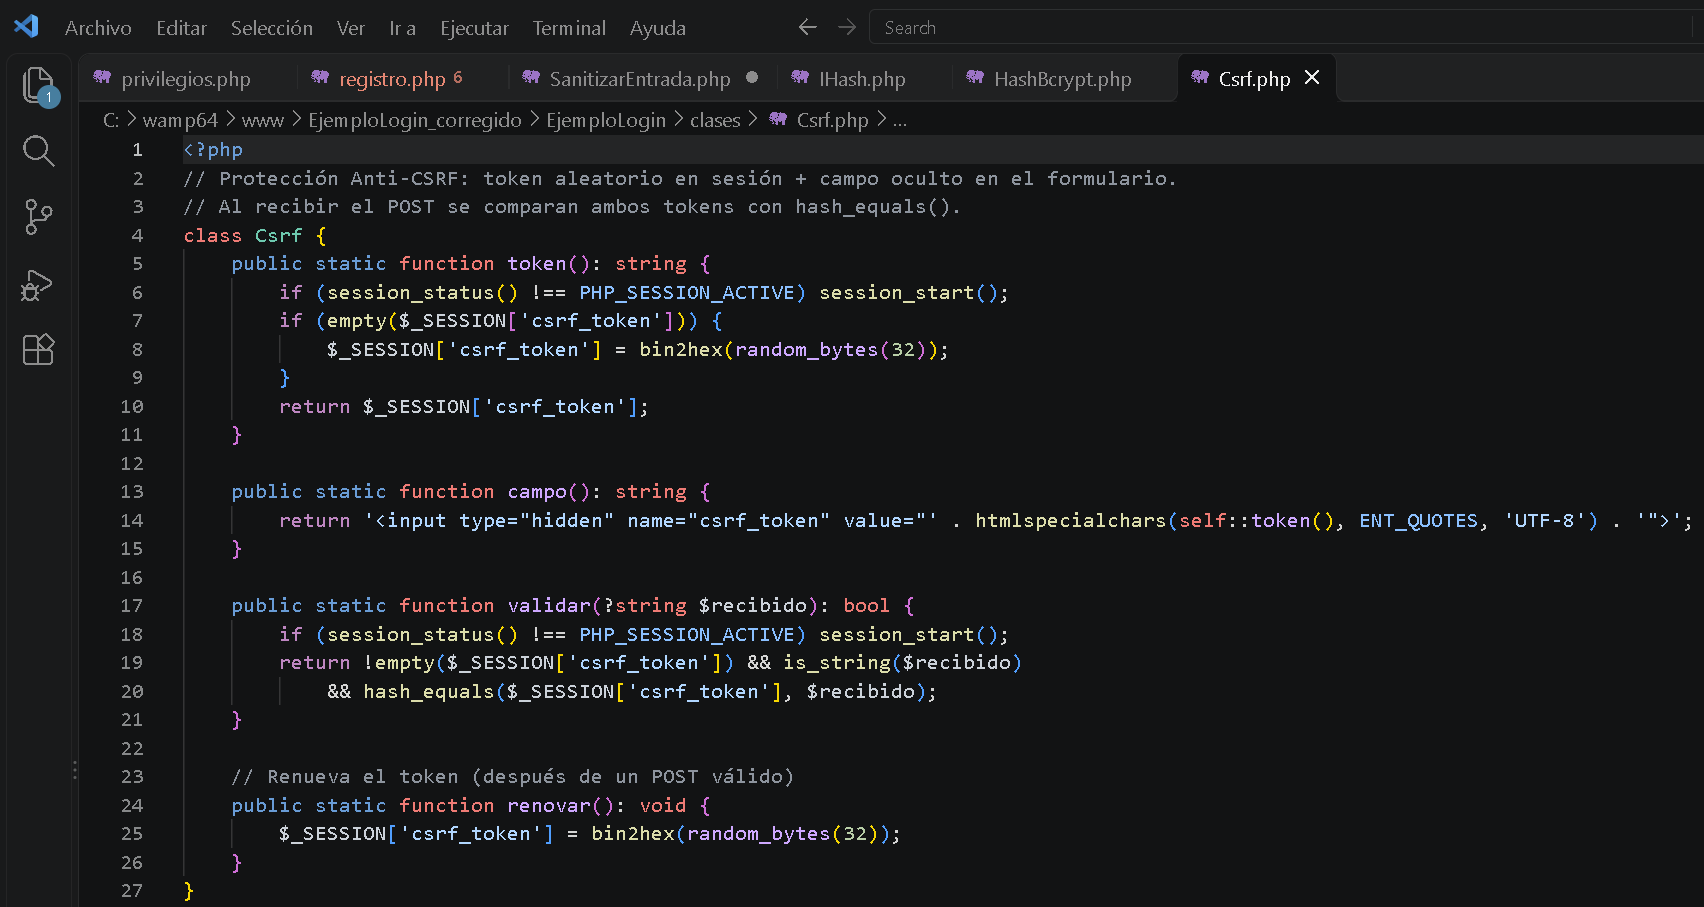 Archivo Editar Selección Ver Ir a Ejecutar Terminal Ayuda Search
privilegios.php registro.php 6 SanitizarEntrada.php IHash.php HashBcrypt.php Csrf.php
1
C: > wamp64 > www > EjemploLogin_corregido > EjemploLogin > clases > Csrf.php > ...
1 <?php
2 // Protección Anti-CSRF: token aleatorio en sesión + campo oculto en el formulario.
3 // Al recibir el POST se comparan ambos tokens con hash_equals().
4 class Csrf {
5     public static function token(): string {
6         if (session_status() !== PHP_SESSION_ACTIVE) session_start();
7         if (empty($_SESSION['csrf_token'])) {
8             $_SESSION['csrf_token'] = bin2hex(random_bytes(32));
9         }
10         return $_SESSION['csrf_token'];
11     }
12
13     public static function campo(): string {
14         return '<input type="hidden" name="csrf_token" value="' . htmlspecialchars(self::token(), ENT_QUOTES, 'UTF-8') . '">';
15     }
16
17     public static function validar(?string $recibido): bool {
18         if (session_status() !== PHP_SESSION_ACTIVE) session_start();
19         return !empty($_SESSION['csrf_token']) && is_string($recibido)
20             && hash_equals($_SESSION['csrf_token'], $recibido);
21     }
22
23     // Renueva el token (después de un POST válido)
24     public static function renovar(): void {
25         $_SESSION['csrf_token'] = bin2hex(random_bytes(32));
26     }
27 }